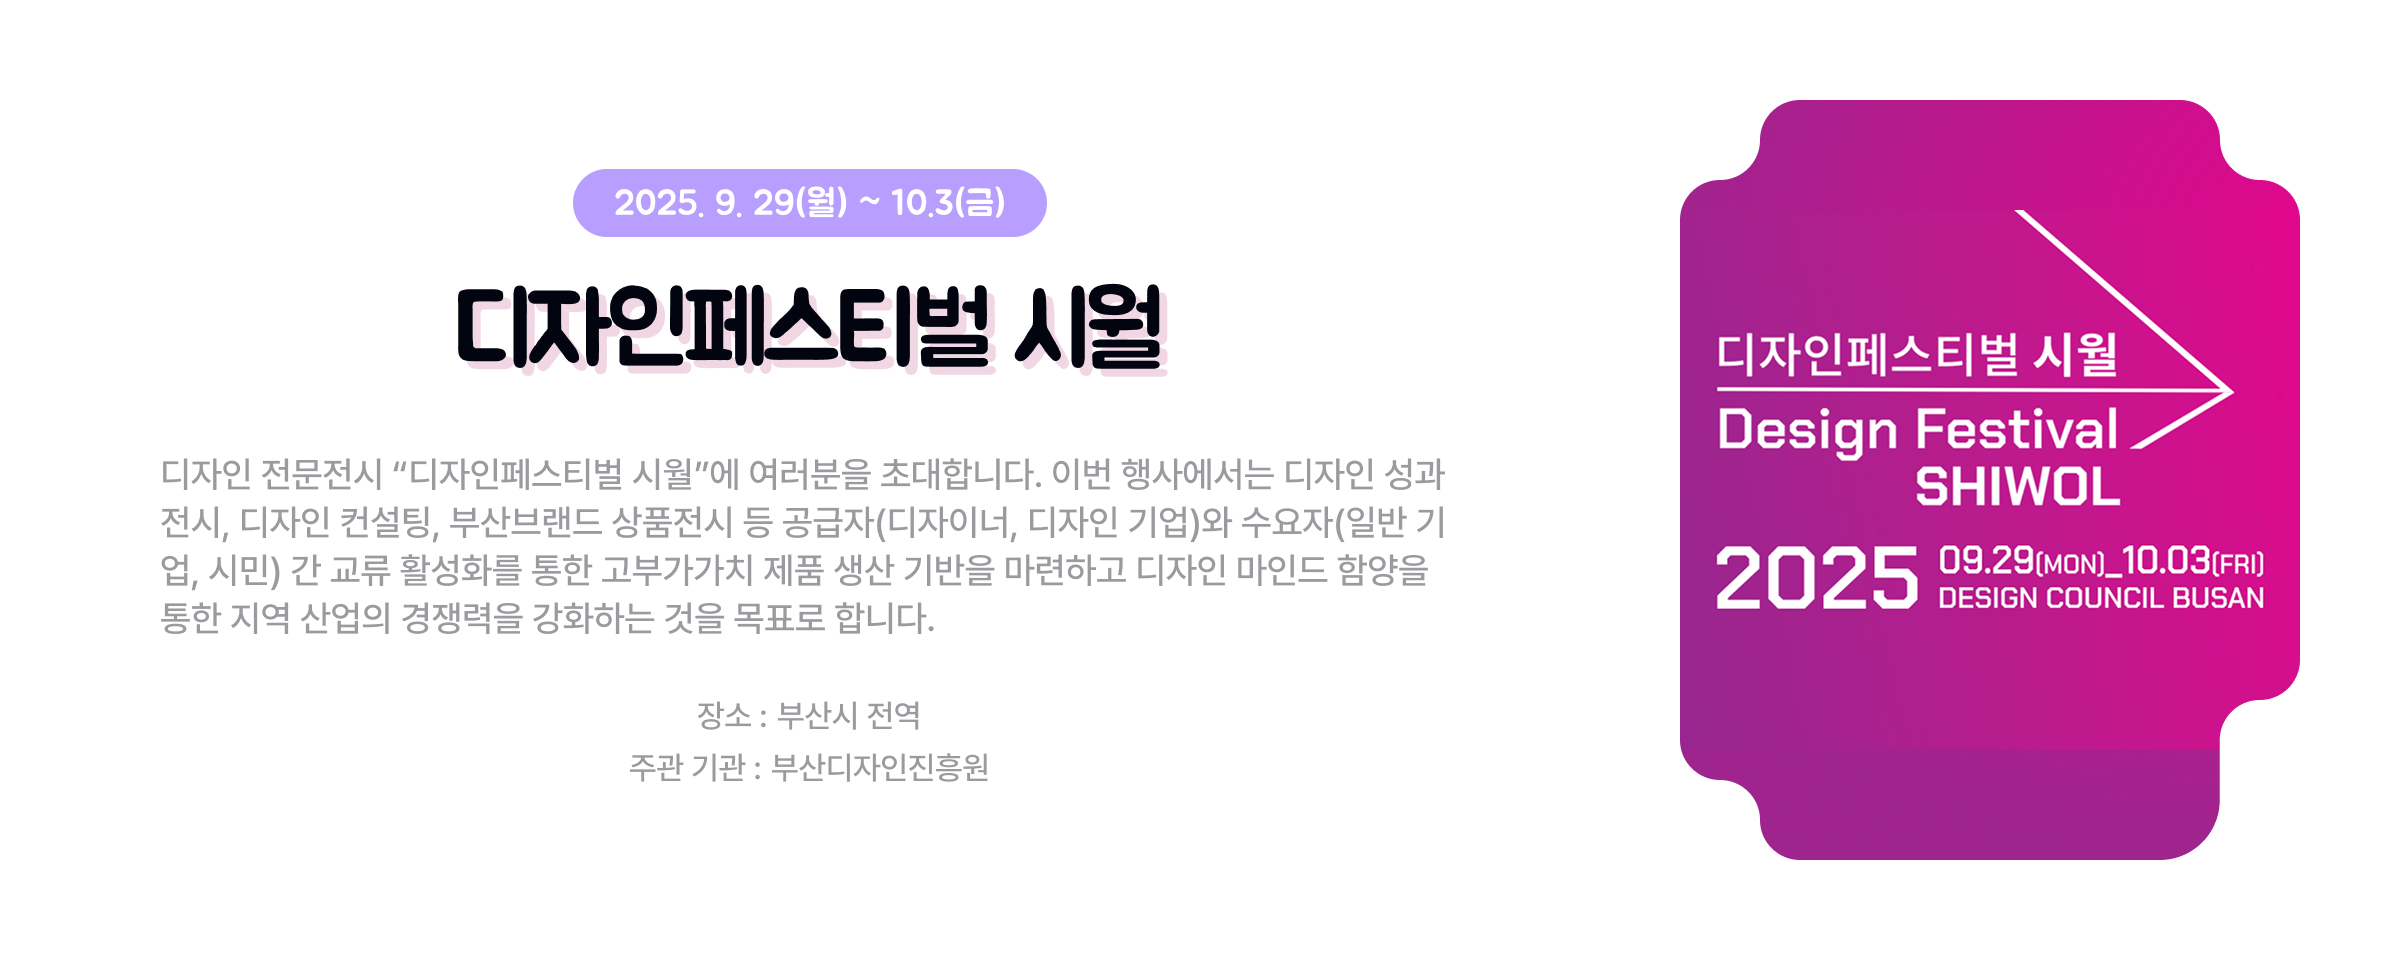 2025. 9. 29(월) ~ 10.3(금)
디자인페스티벌 시월
디자인 전문전시 “디자인페스티벌 시월”에 여러분을 초대합니다. 이번 행사에서는 디자인 성과
전시, 디자인 컨설팅, 부산브랜드 상품전시 등 공급자(디자이너, 디자인 기업)와 수요자(일반 기
업, 시민) 간 교류 활성화를 통한 고부가가치 제품 생산 기반을 마련하고 디자인 마인드 함양을
통한 지역 산업의 경쟁력을 강화하는 것을 목표로 합니다.
장소 : 부산시 전역
주관 기관 : 부산디자인진흥원
디자인페스티벌 시월
Design Festival
SHIWOL
2025 09.29(MON)_10.03(FRI)
DESIGN COUNCIL BUSAN